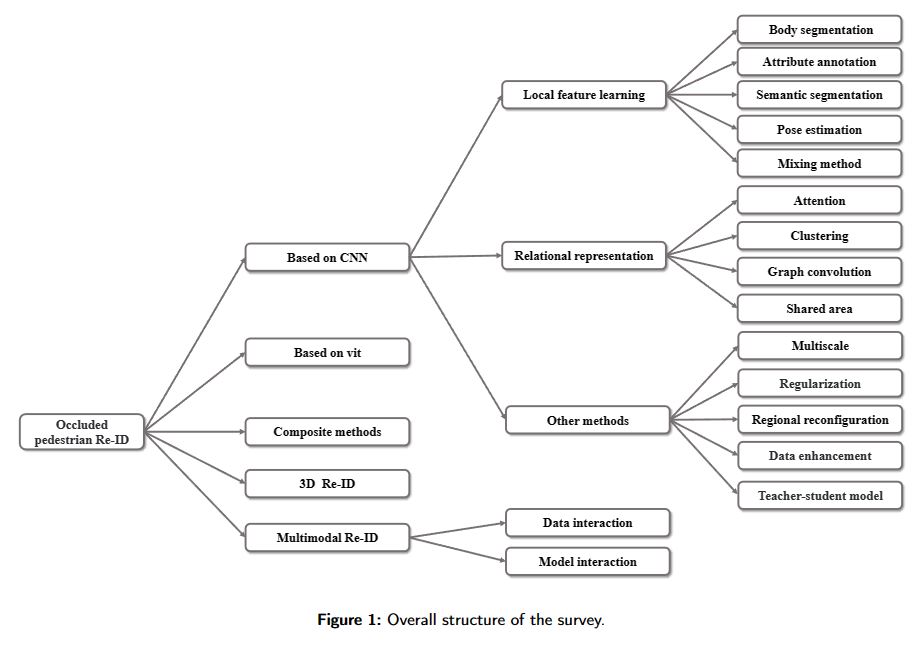 Occluded
pedestrian Re-ID
Based on CNN
Based on vit
Composite methods
3D Re-ID
Multimodal Re-ID
Local feature learning
Relational representation
Other methods
Data interaction
Model interaction
Body segmentation
Attribute annotation
Semantic segmentation
Pose estimation
Mixing method
Attention
Clustering
Graph convolution
Shared area
Multiscale
Regularization
Regional reconfiguration
Data enhancement
Teacher-student model
Figure 1: Overall structure of the survey.